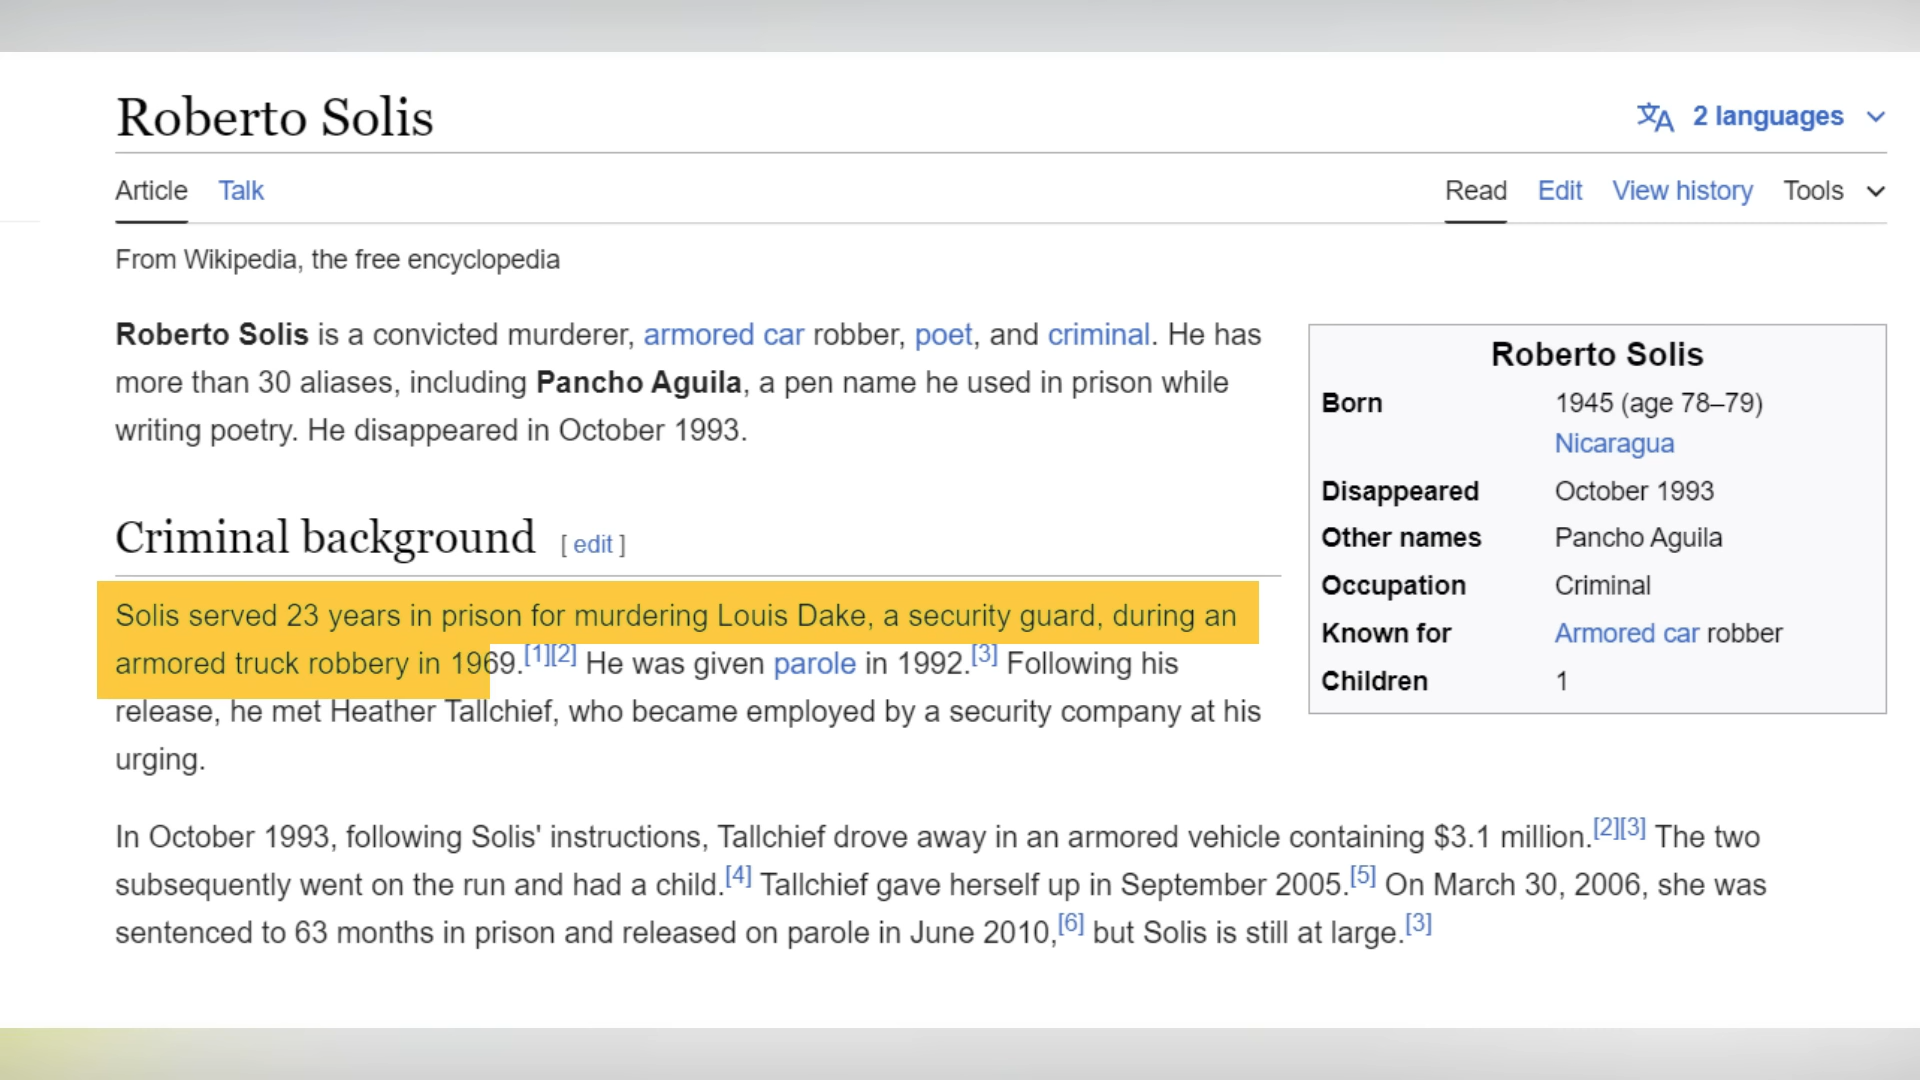 Roberto Solis
2 languages
Article Talk
Read Edit View history Tools
From Wikipedia, the free encyclopedia
Roberto Solis is a convicted murderer, armored car robber, poet, and criminal. He has
more than 30 aliases, including Pancho Aguila, a pen name he used in prison while
writing poetry. He disappeared in October 1993.
Roberto Solis
Born 1945 (age 78–79)
Nicaragua
Disappeared October 1993
Other names Pancho Aguila
Occupation Criminal
Known for Armored car robber
Children 1
Criminal background [ edit ]
Solis served 23 years in prison for murdering Louis Dake, a security guard, during an
armored truck robbery in 1969.[1][2] He was given parole in 1992.[3] Following his
release, he met Heather Tallchief, who became employed by a security company at his
urging.
In October 1993, following Solis' instructions, Tallchief drove away in an armored vehicle containing $3.1 million.[2][3] The two
subsequently went on the run and had a child.[4] Tallchief gave herself up in September 2005.[5] On March 30, 2006, she was
sentenced to 63 months in prison and released on parole in June 2010,[6] but Solis is still at large.[3]